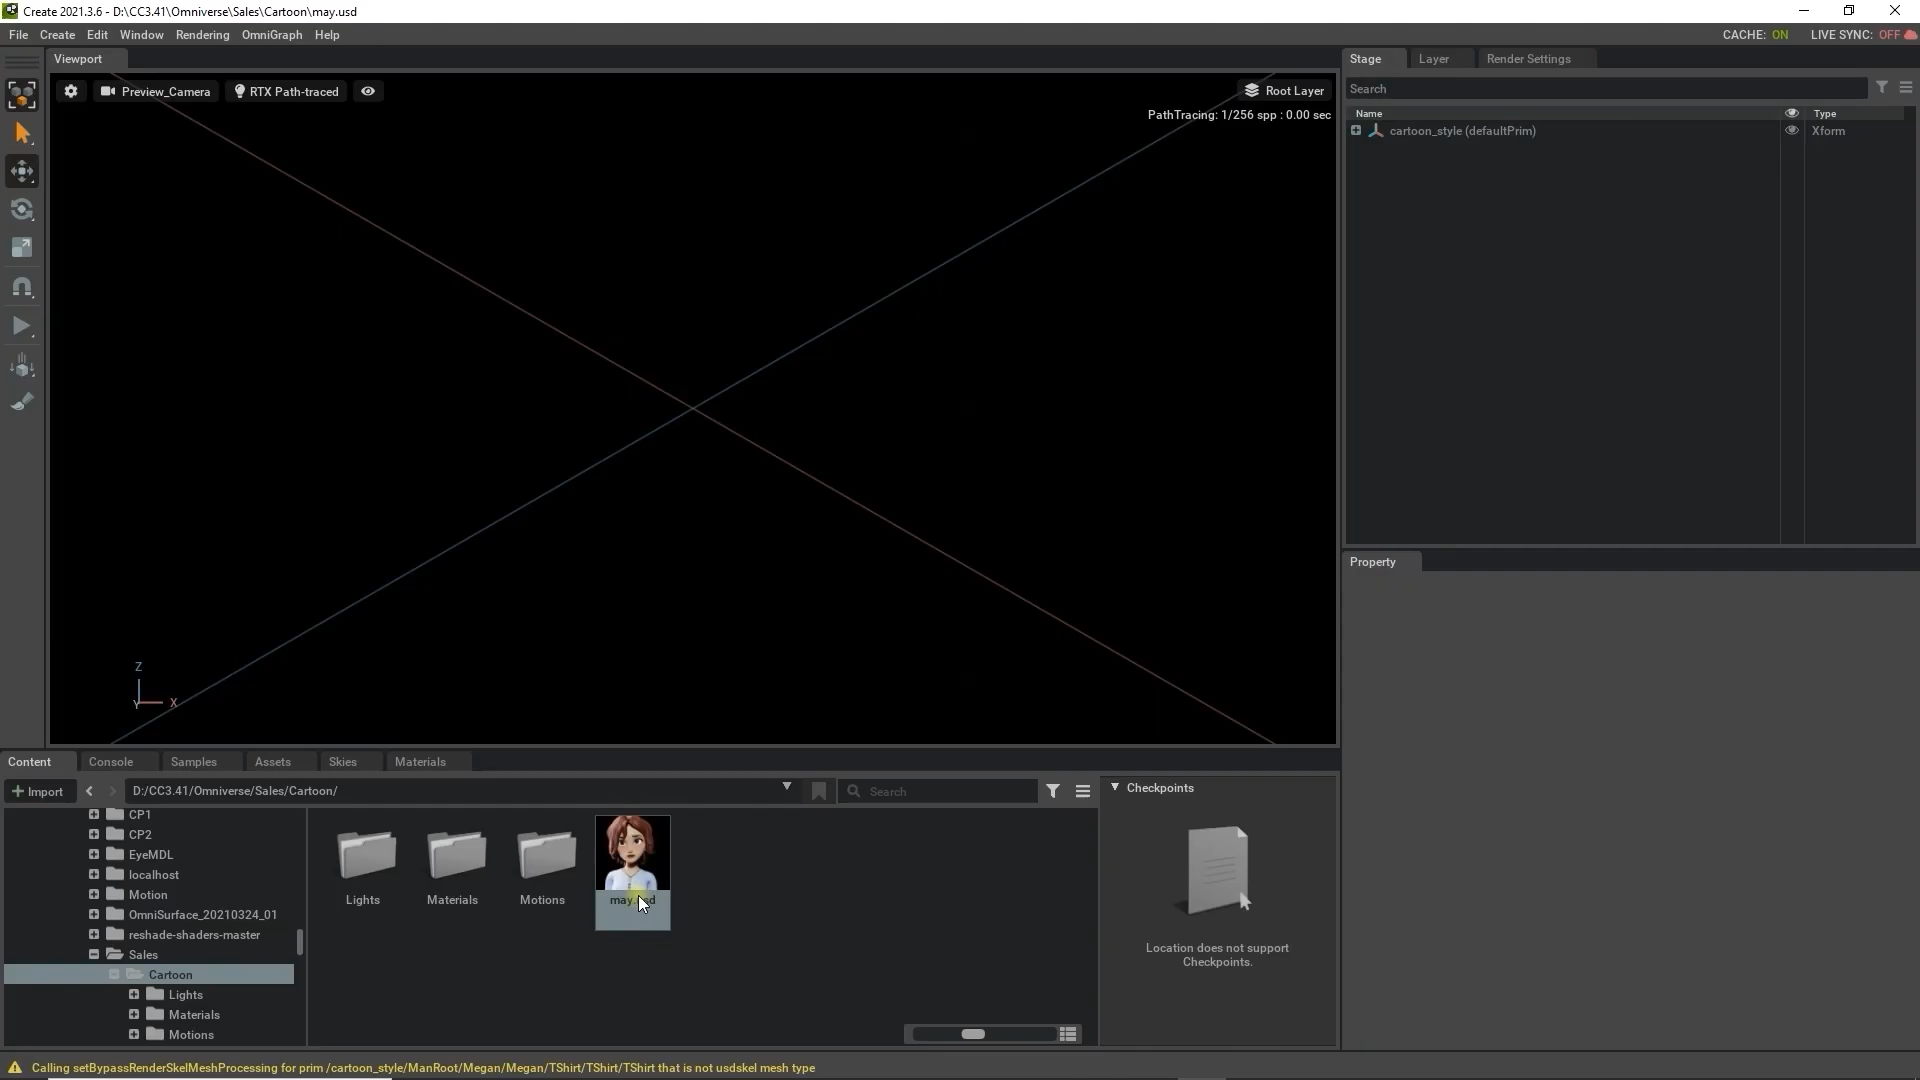 Create 2021.3.6 - D:\CC3.41\Omniverse\Sales\Cartoon\may.usd
File Create Edit Window Rendering OmniGraph Help
CACHE: ON LIVE SYNC: OFF
Viewport
Stage Layer Render Settings
Preview_Camera RTX Path-traced
Root Layer
PathTracing: 1/256 spp : 0.00 sec
Search
Name Type
cartoon_style (defaultPrim) Xform
Property
Z
Y X
Content Console Samples Assets Skies Materials
Import D:/CC3.41/Omniverse/Sales/Cartoon/ Search
Checkpoints
CP1
CP2
EyeMDL
localhost
Motion
OmniSurface_20210324_01
reshade-shaders-master
Sales
Cartoon
Lights
Materials
Motions
Lights Materials Motions
Location does not support
Checkpoints.
Calling setBypassRenderSkelMeshProcessing for prim /cartoon_style/ManRoot/Megan/Megan/TShirt/TShirt/TShirt that is not usdskel mesh type